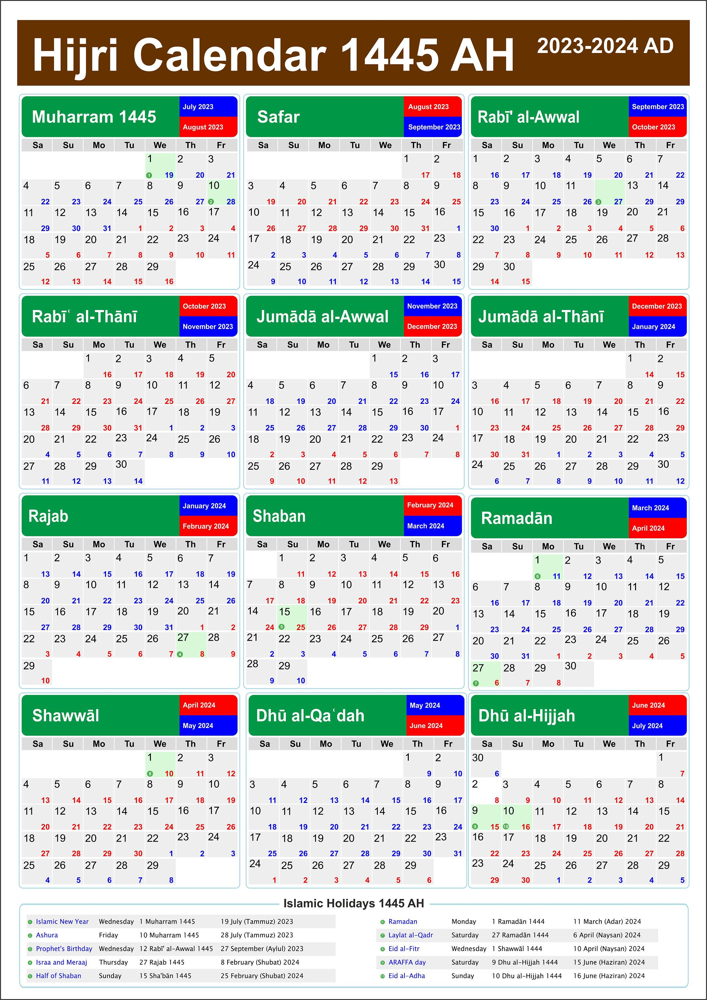 Hijri Calendar 1445 AH 2023-2024 AD
Muharram 1445
July 2023
August 2023
Sa Su Mo Tu We Th Fr
1 2 3
1 19 20 21
4 5 6 7 8 9 10
22 23 24 25 26 27 2 28
11 12 13 14 15 16 17
29 30 31 1 2 3 4
18 19 20 21 22 23 24
5 6 7 8 9 10 11
25 26 27 28 29
12 13 14 15 16
Safar
August 2023
September 2023
Sa Su Mo Tu We Th Fr
1 2
17 18
3 4 5 6 7 8 9
19 20 21 22 23 24 25
10 11 12 13 14 15 16
26 27 28 29 30 31 1
17 18 19 20 21 22 23
2 3 4 5 6 7 8
24 25 26 27 28 29 30
9 10 11 12 13 14 15
Rabī' al-Awwal
September 2023
October 2023
Sa Su Mo Tu We Th Fr
1 2 3 4 5 6 7
16 17 18 19 20 21 22
8 9 10 11 13 14
23 24 25 26 3 27 29 29
15 16 17 18 19 20 21
30 1 2 3 4 5 6
22 23 24 25 26 27 28
7 8 9 10 11 12 13
29 30
14 15
Rabīʿ al-Thānī
October 2023
November 2023
Sa Su Mo Tu We Th Fr
1 2 3 4 5
16 17 18 19 20
6 7 8 9 10 11 12
21 22 23 24 25 26 27
13 14 15 16 17 18 19
28 29 30 31 1 2 3
20 21 22 23 24 25 26
4 5 6 7 8 9 10
27 28 29 30
11 12 13 14
Jumādā al-Awwal
November 2023
December 2023
Sa Su Mo Tu We Th Fr
1 2 3
15 16 17
4 5 6 7 8 9 10
18 19 20 21 22 23 24
11 12 13 14 15 16 17
25 26 27 28 29 30 1
18 19 20 21 22 23 24
2 3 4 5 6 7 8
25 26 27 28 29
9 10 11 12 13
Jumādā al-Thānī
December 2023
January 2024
Sa Su Mo Tu We Th Fr
1 2
14 15
3 4 5 6 7 8 9
16 17 18 19 20 21 22
10 11 12 13 14 15 16
23 24 25 26 27 28 29
17 18 19 20 21 22 23
30 31 1 2 3 4 5
24 25 26 27 28 29 30
6 7 8 9 10 11 12
Rajab
January 2024
February 2024
Sa Su Mo Tu We Th Fr
1 2 3 4 5 6 7
13 14 15 16 17 18 19
8 9 10 11 12 13 14
20 21 22 23 24 25 26
15 16 17 18 19 20 21
27 28 29 30 31 1 2
22 23 24 25 26 27 28
3 4 5 6 7 4 8 9
29
10
Shaban
February 2024
March 2024
Sa Su Mo Tu We Th Fr
1 2 3 4 5 6
11 12 13 14 15 16
7 8 9 10 11 12 13
17 18 19 20 21 22 23
14 15 16 17 18 19 20
24 5 25 26 27 28 29 1
21 22 23 24 25 26 27
2 3 4 5 6 7 8
28 29
9 10
Ramadān
March 2024
April 2024
Sa Su Mo Tu We Th Fr
1 2 3 4 5
6 11 12 13 14 15
6 7 8 9 10 11 12
16 17 18 19 20 21 22
13 14 15 16 17 18 19
23 24 25 26 27 28 29
20 21 22 23 24 25 26
30 31 1 2 3 4 5
27 28 29 30
7 6 7 8
Shawwāl
April 2024
May 2024
Sa Su Mo Tu We Th Fr
1 2 3
8 10 11 12
4 5 6 7 8 9 10
13 14 15 16 17 18 19
11 12 13 14 15 16 17
20 21 22 23 24 25 26
18 19 20 21 22 23 24
27 28 29 30 1 2 3
25 26 27 28 29
4 5 6 7 8
Dhū al-Qaʿdah
May 2024
June 2024
Sa Su Mo Tu We Th Fr
1 2
9 10
3 4 5 6 7 8 9
11 12 13 14 15 16 17
10 11 12 13 14 15 16
18 19 20 21 22 23 24
17 18 19 20 21 22 23
25 26 27 28 29 30 31
24 25 26 27 28 29
1 2 3 4 5 6
Dhū al-Hijjah
June 2024
July 2024
Sa Su Mo Tu We Th Fr
30 1
6 7
2 3 4 5 6 7 8
8 9 10 11 12 13 14
9 10 11 12 13 14 15
9 15 10 16 17 18 19 20 21
16 17 18 19 20 21 22
22 23 24 25 26 27 28
23 24 25 26 27 28 29
29 30 1 2 3 4 5
Islamic Holidays 1445 AH
1 Islamic New Year Wednesday 1 Muharram 1445 19 July (Tammuz) 2023
2 Ashura Friday 10 Muharram 1445 28 July (Tammuz) 2023
3 Prophet's Birthday Wednesday 12 Rabī' al-Awwal 1445 27 September (Aylul) 2023
4 Israa and Meraaj Thursday 27 Rajab 1445 8 February (Shubat) 2024
5 Half of Shaban Sunday 15 Sha'bān 1445 25 February (Shubat) 2024
6 Ramadan Monday 1 Ramadān 1444 11 March (Adar) 2024
7 Laylat al-Qadr Saturday 27 Ramadān 1444 6 April (Naysan) 2024
8 Eid al-Fitr Wednesday 1 Shawwāl 1444 10 April (Naysan) 2024
9 ARAFFA day Saturday 9 Dhu al-Hijjah 1444 15 June (Haziran) 2024
10 Eid al-Adha Sunday 10 Dhu al-Hijjah 1444 16 June (Haziran) 2024